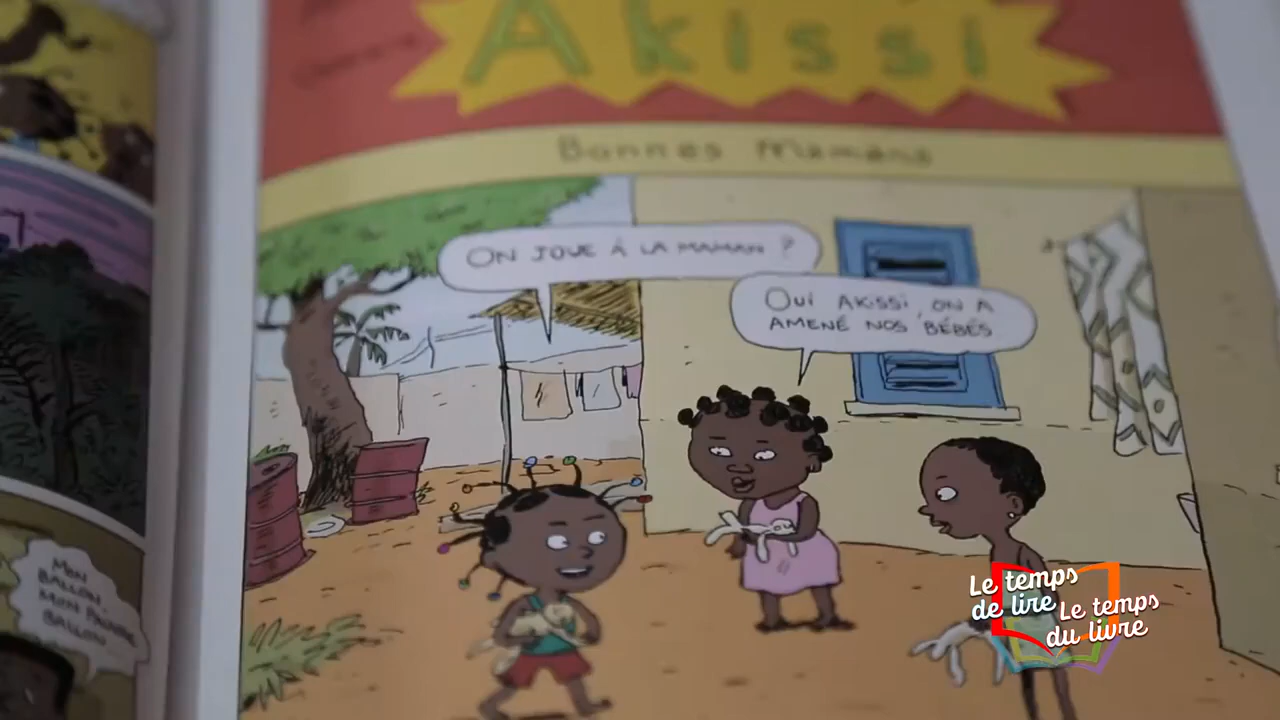 Akissi
Bonnes Mamans
ON JOUE À LA MAMAN ?
OUI AKISSI, ON A
AMENÉ NOS BÉBÉS
MON
BALLON,
MON PAUVRE
BALLON
Le temps
de lire
Le temps
du livre